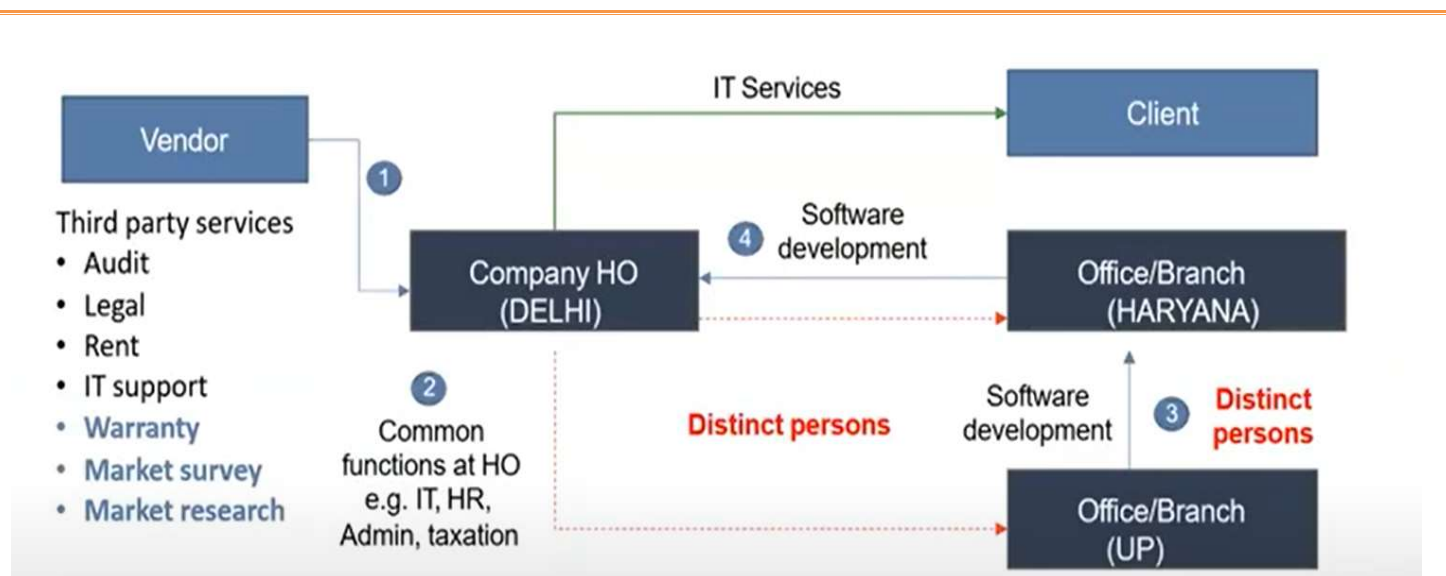 IT Services
Client
Vendor
1
Third party services
• Audit
• Legal
• Rent
• IT support
• Warranty
• Market survey
• Market research
Company HO
(DELHI)
4
Software
development
Office/Branch
(HARYANA)
2
Common
functions at HO
e.g. IT, HR,
Admin, taxation
Distinct persons
Software
development
3
Distinct
persons
Office/Branch
(UP)